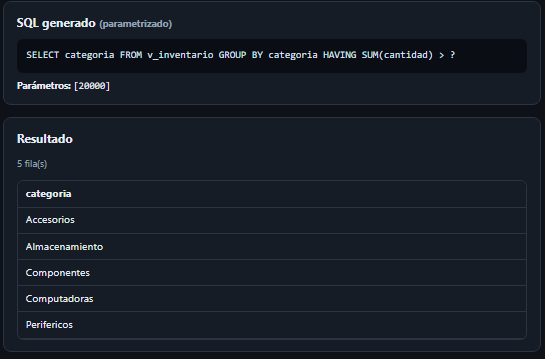 SQL generado (parametrizado)
SELECT categoria FROM v_inventario GROUP BY categoria HAVING SUM(cantidad) > ?
Parámetros: [20000]
Resultado
5 fila(s)
categoria
Accesorios
Almacenamiento
Componentes
Computadoras
Perifericos